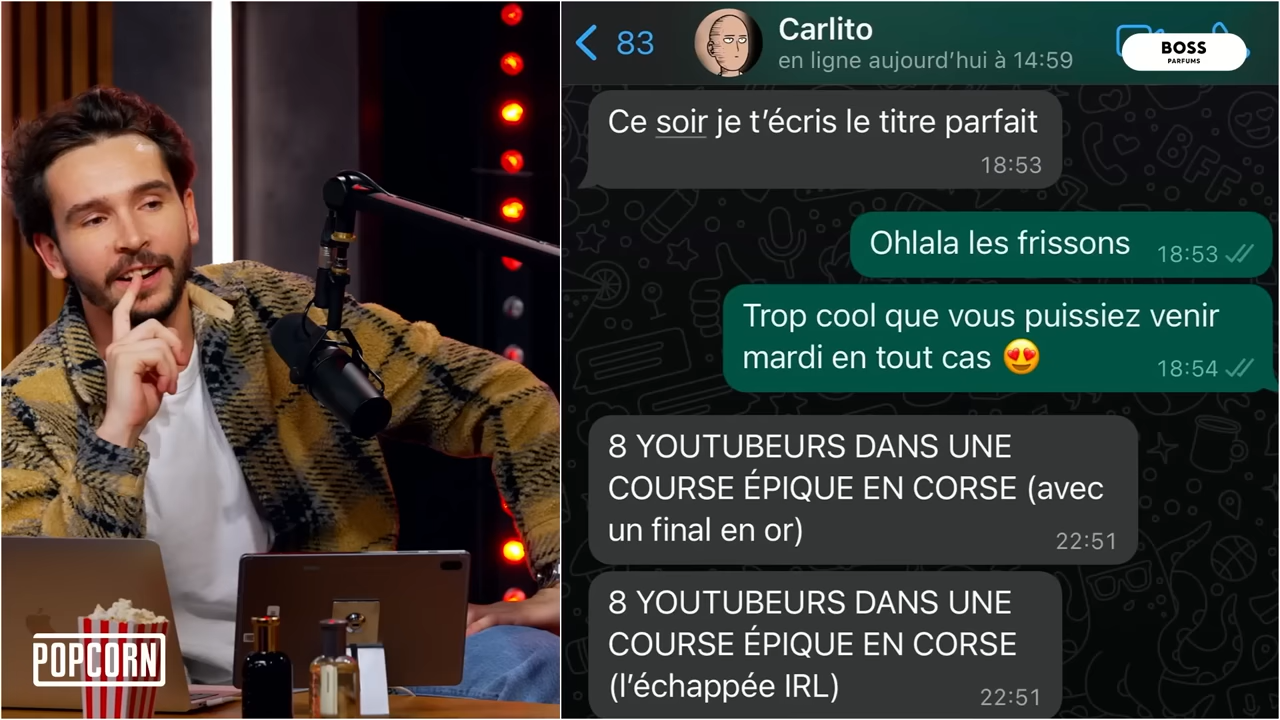 POPCORN
83
Carlito
en ligne aujourd'hui à 14:59
BOSS
PARFUMS
Ce soir je t'écris le titre parfait
18:53
Ohlala les frissons 18:53
Trop cool que vous puissiez venir
mardi en tout cas 😍 18:54
8 YOUTUBEURS DANS UNE
COURSE ÉPIQUE EN CORSE (avec
un final en or) 22:51
8 YOUTUBEURS DANS UNE
COURSE ÉPIQUE EN CORSE
(l'échappée IRL) 22:51